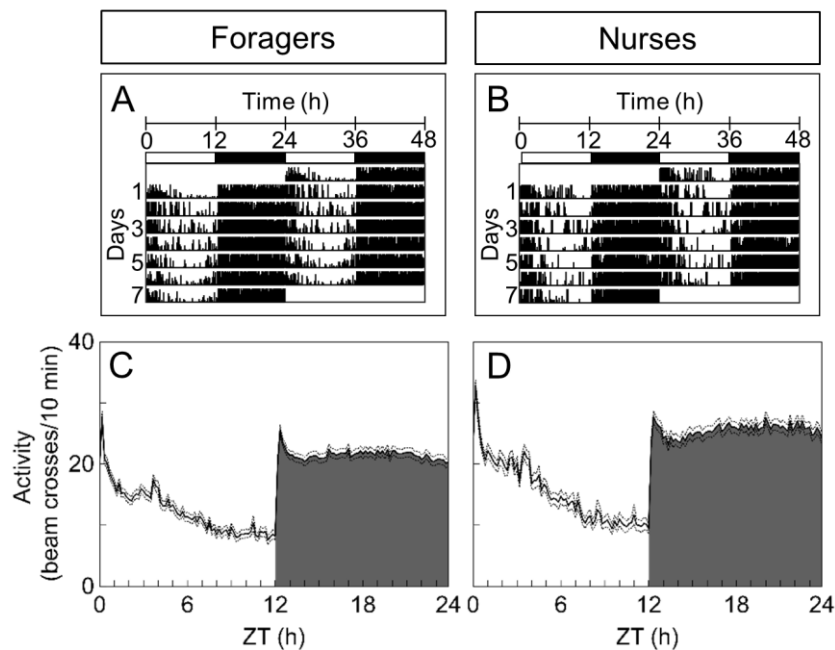 Foragers
Nurses
A
Time (h)
0 12 24 36 48
Days
1
3
5
7
B
Time (h)
0 12 24 36 48
Days
1
3
5
7
C
Activity
(beam crosses/10 min)
40
20
0
0 6 12 18 24
ZT (h)
D
0 6 12 18 24
ZT (h)